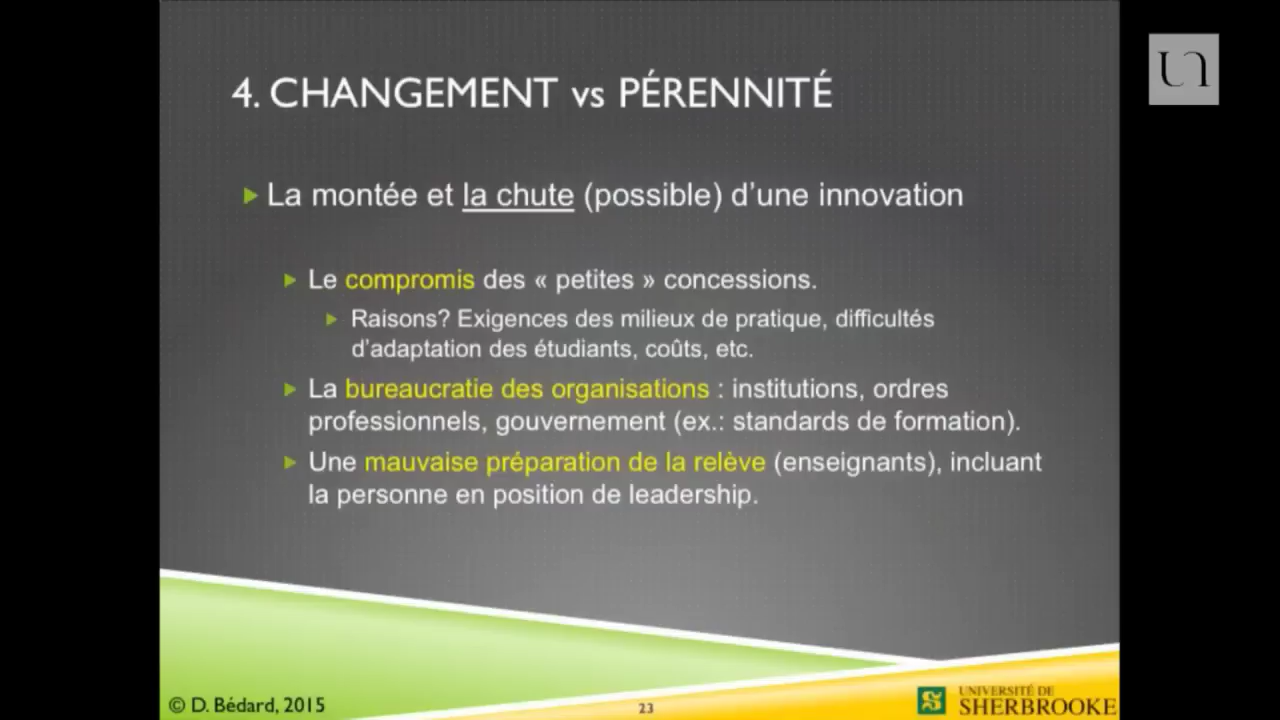 4. CHANGEMENT vs PÉRENNITÉ
La montée et la chute (possible) d’une innovation
Le compromis des « petites » concessions.
Raisons? Exigences des milieux de pratique, difficultés
d’adaptation des étudiants, coûts, etc.
La bureaucratie des organisations : institutions, ordres
professionnels, gouvernement (ex.: standards de formation).
Une mauvaise préparation de la relève (enseignants), incluant
la personne en position de leadership.
© D. Bédard, 2015
23
UNIVERSITÉ DE
SHERBROOKE